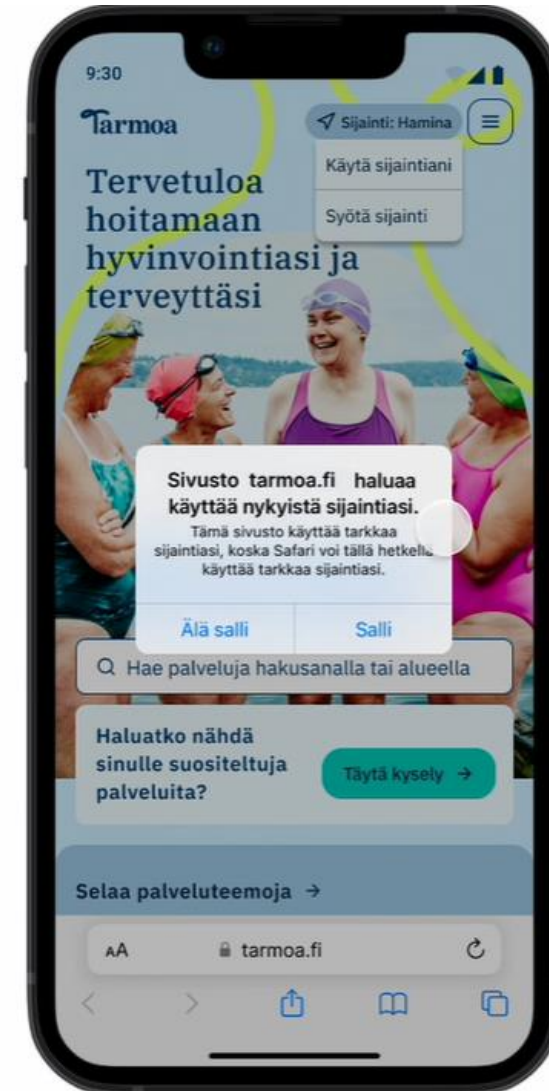 9:30
Tarmoa
Sijainti: Hamina
Käytä sijaintiani
Syötä sijainti
Tervetuloa
hoitamaan
hyvinvointiasi ja
terveyttäsi
Sivusto tarmoa.fi haluaa
käyttää nykyistä sijaintiasi.
Tämä sivusto käyttää tarkkaa
sijaintiasi, koska Safari voi tällä hetkellä
käyttää tarkkaa sijaintiasi.
Älä salli
Salli
Hae palveluja hakusanalla tai alueella
Haluatko nähdä
sinulle suositeltuja
palveluita?
Täytä kysely →
Selaa palveluteemoja →
AA
tarmoa.fi